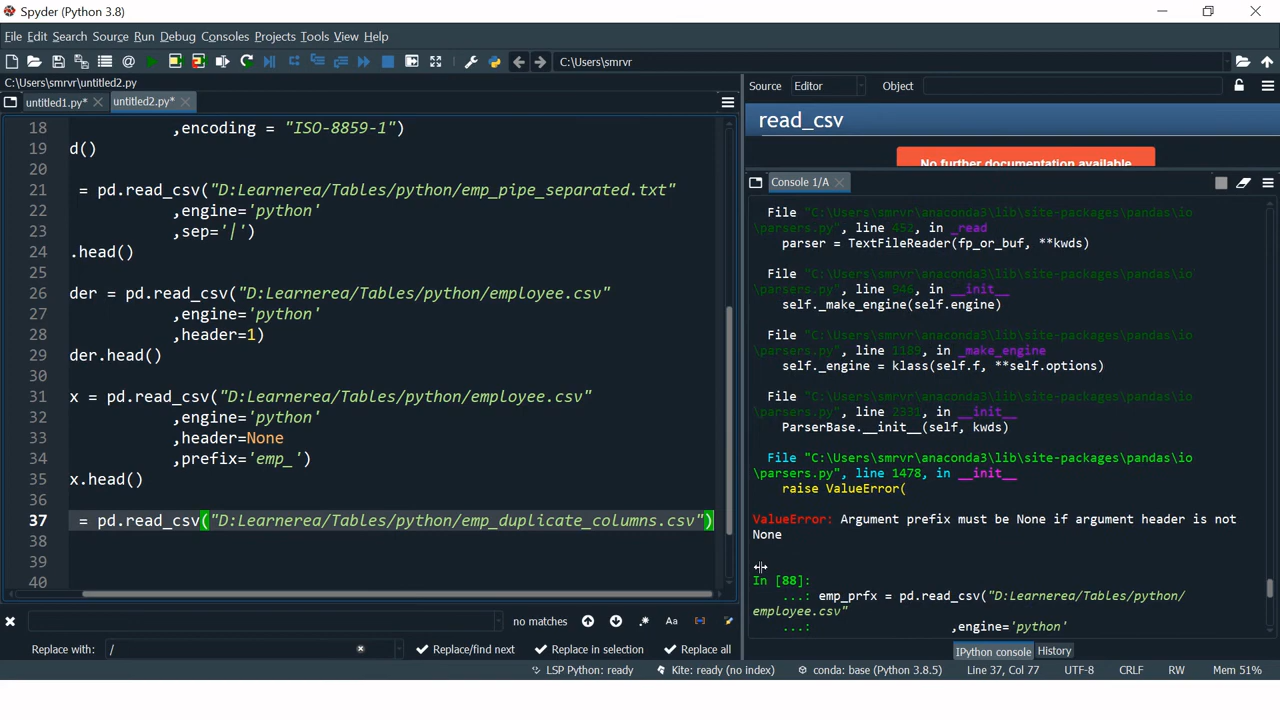 Spyder (Python 3.8)
File Edit Search Source Run Debug Consoles Projects Tools View Help
C:\Users\smrvr
C:\Users\smrvr\untitled2.py
untitled1.py*
untitled2.py*
18 ,encoding = "ISO-8859-1")
19 d()
20
21 = pd.read_csv("D:Learnerea/Tables/python/emp_pipe_separated.txt"
22 ,engine='python'
23 ,sep='|')
24 .head()
25
26 der = pd.read_csv("D:Learnerea/Tables/python/employee.csv"
27 ,engine='python'
28 ,header=1)
29 der.head()
30
31 x = pd.read_csv("D:Learnerea/Tables/python/employee.csv"
32 ,engine='python'
33 ,header=None
34 ,prefix='emp_')
35 x.head()
36
37 = pd.read_csv("D:Learnerea/Tables/python/emp_duplicate_columns.csv")
38
39
40
no matches
Aa
Replace with: /
Replace/find next
Replace in selection
Replace all
Source Editor Object
read_csv
No further documentation available
Console 1/A
File "C:\Users\smrvr\anaconda3\lib\site-packages\pandas\io
\parsers.py", line 452, in _read
parser = TextFileReader(fp_or_buf, **kwds)
File "C:\Users\smrvr\anaconda3\lib\site-packages\pandas\io
\parsers.py", line 946, in __init__
self._make_engine(self.engine)
File "C:\Users\smrvr\anaconda3\lib\site-packages\pandas\io
\parsers.py", line 1189, in _make_engine
self._engine = klass(self.f, **self.options)
File "C:\Users\smrvr\anaconda3\lib\site-packages\pandas\io
\parsers.py", line 2331, in __init__
ParserBase.__init__(self, kwds)
File "C:\Users\smrvr\anaconda3\lib\site-packages\pandas\io
\parsers.py", line 1478, in __init__
raise ValueError(
ValueError: Argument prefix must be None if argument header is not
None
In [88]:
...: emp_prfx = pd.read_csv("D:Learnerea/Tables/python/
employee.csv"
...: ,engine='python'
IPython console
History
LSP Python: ready
Kite: ready (no index)
conda: base (Python 3.8.5)
Line 37, Col 77
UTF-8
CRLF
RW
Mem 51%